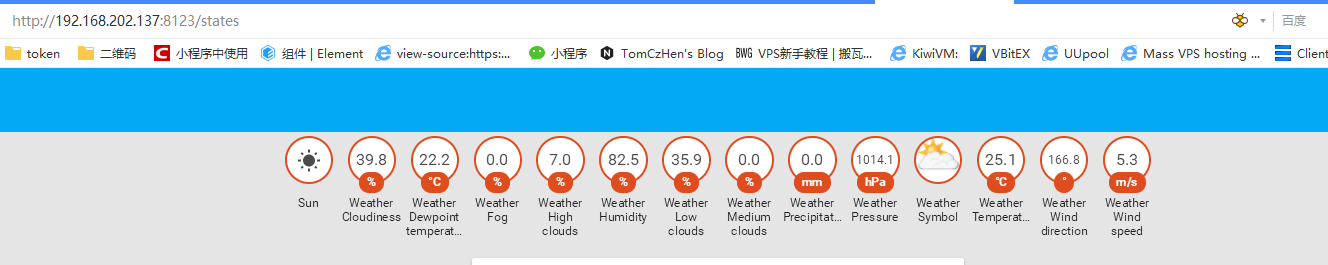 http://192.168.202.137:8123/states 百度
token 二维码 小程序中使用 组件 | Element view-source:https:... 小程序 TomCzHen's Blog BWG VPS新手教程 | 搬瓦... KiwiVM: VBitEX UUpool Mass VPS hosting ... Client
39.8 22.2 0.0 7.0 82.5 35.9 0.0 0.0 1014.1 25.1 166.8 5.3
% °C % % % % % mm hPa °C ° m/s
Sun Weather Weather Weather Weather Weather Weather Weather Weather Weather Weather Weather Weather Weather
Cloudiness Dewpoint Fog High Humidity Low Medium Precipitat... Pressure Symbol Temperat... Wind Wind
temperat... clouds clouds clouds direction speed